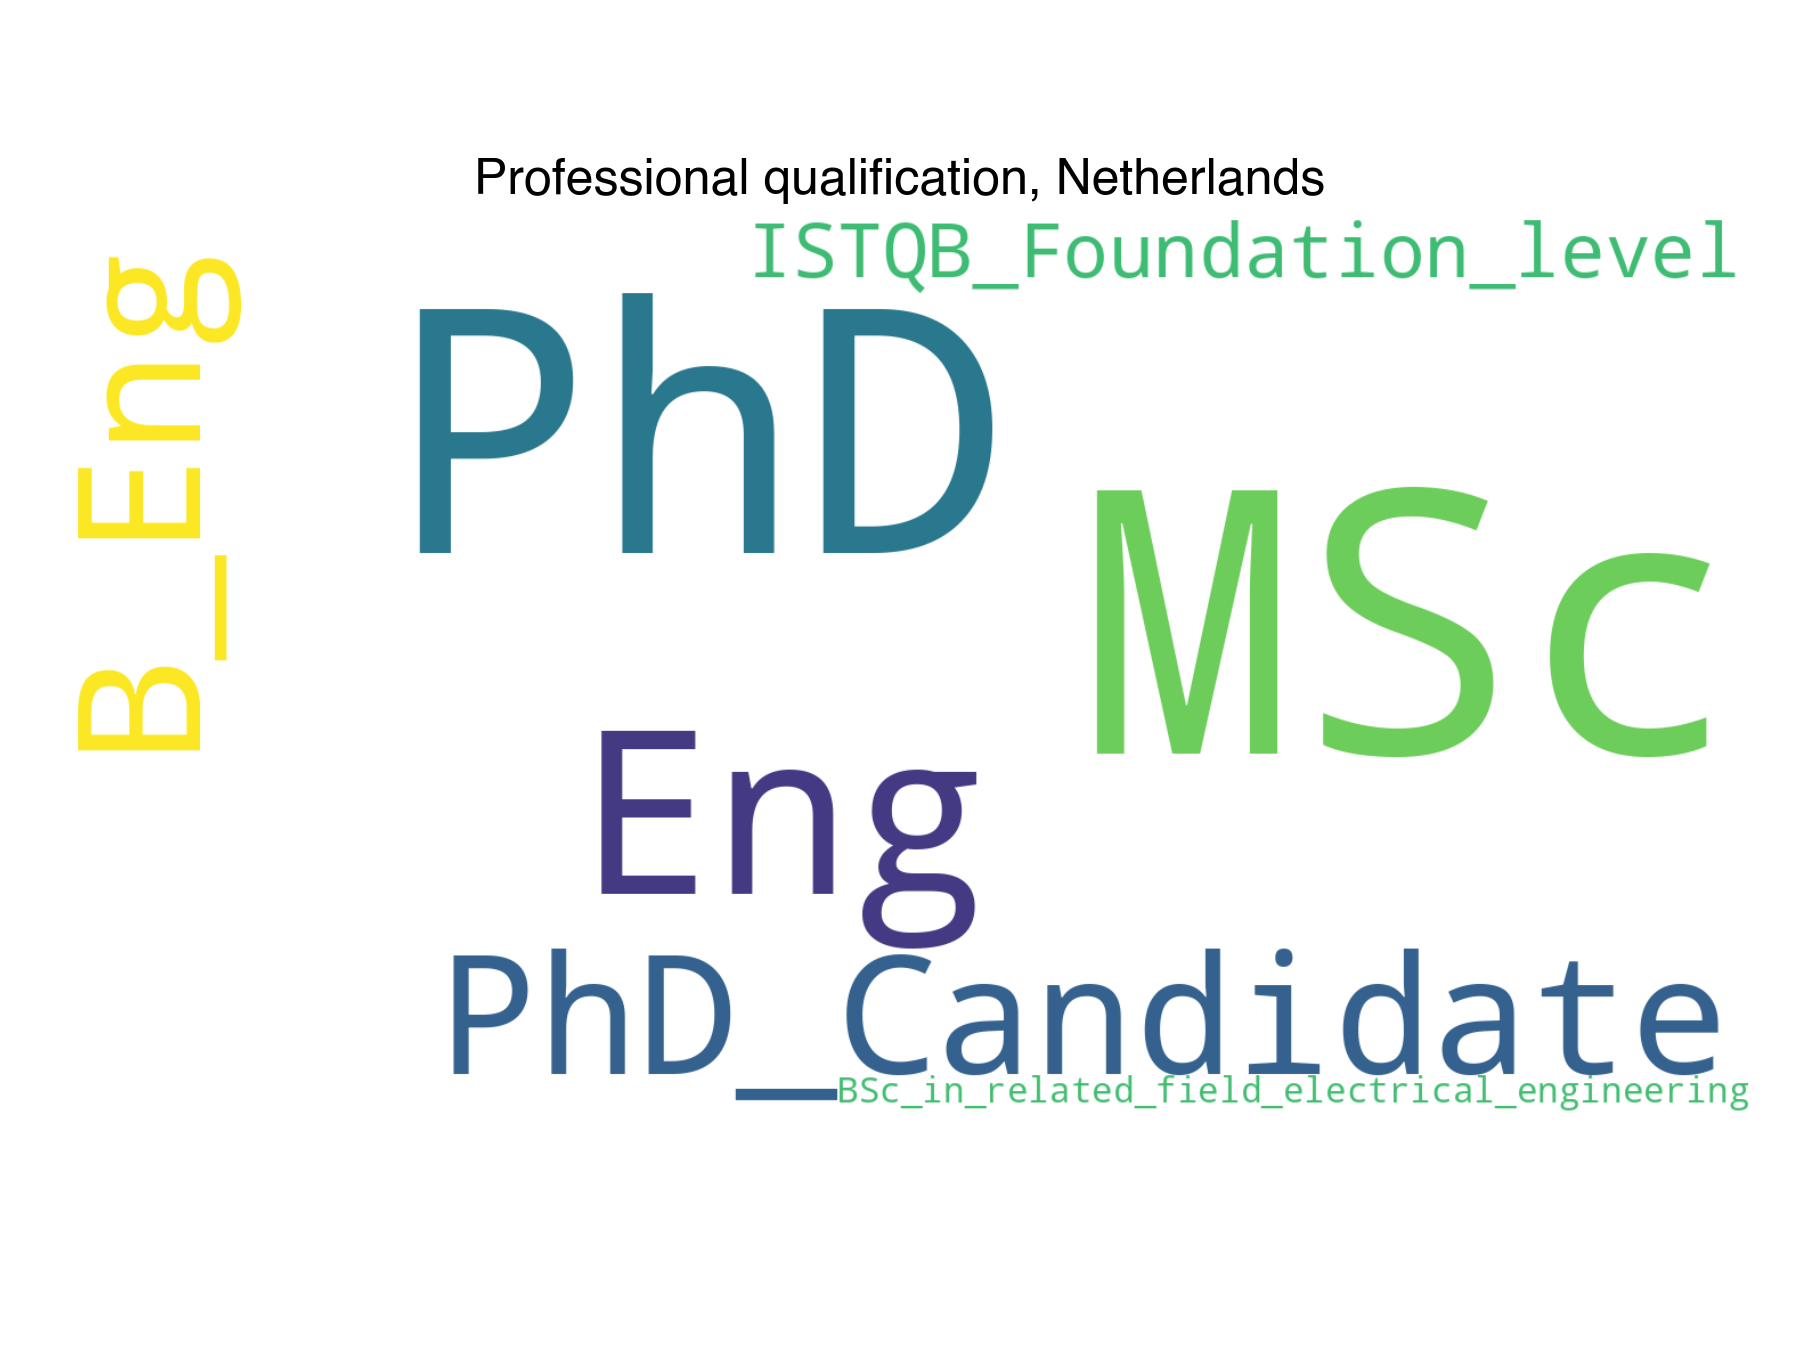 Professional qualification, Netherlands
ISTQB_Foundation_level
B_Eng
PhD
MSc
Eng
PhD_Candidate
BSc_in_related_field_electrical_engineering